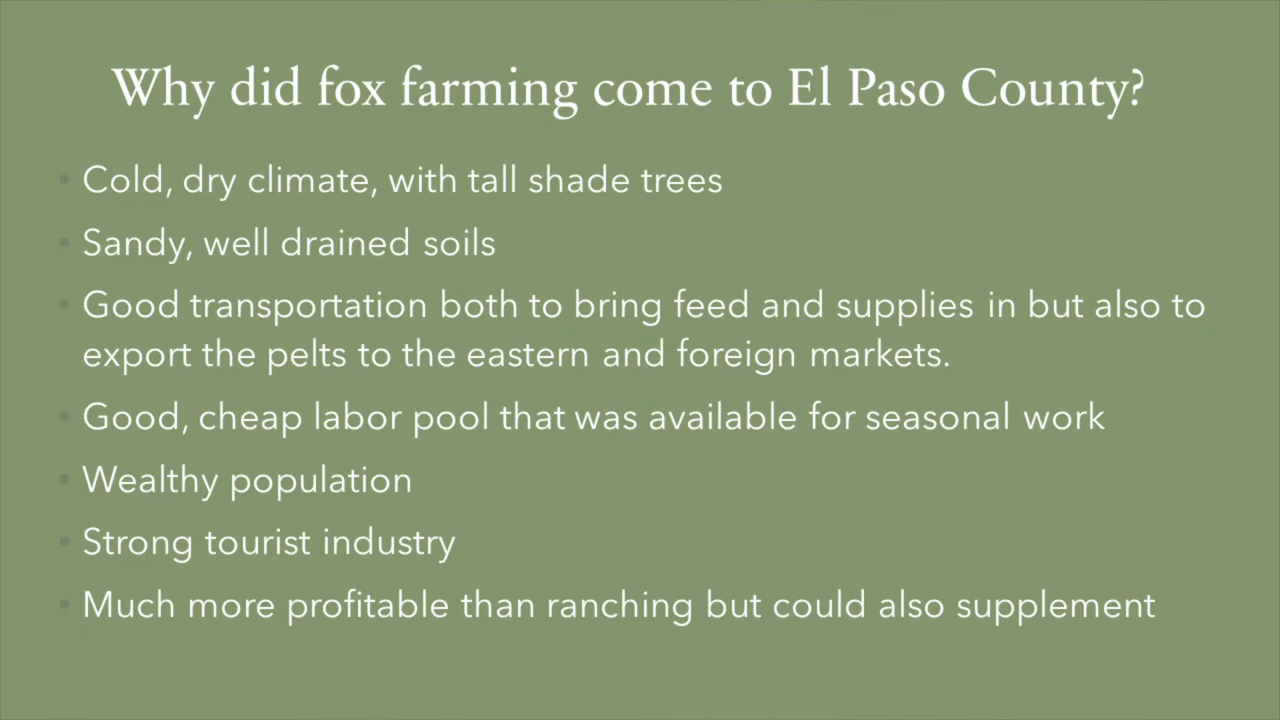 Why did fox farming come to El Paso County?
• Cold, dry climate, with tall shade trees
• Sandy, well drained soils
• Good transportation both to bring feed and supplies in but also to
export the pelts to the eastern and foreign markets.
• Good, cheap labor pool that was available for seasonal work
• Wealthy population
• Strong tourist industry
• Much more profitable than ranching but could also supplement